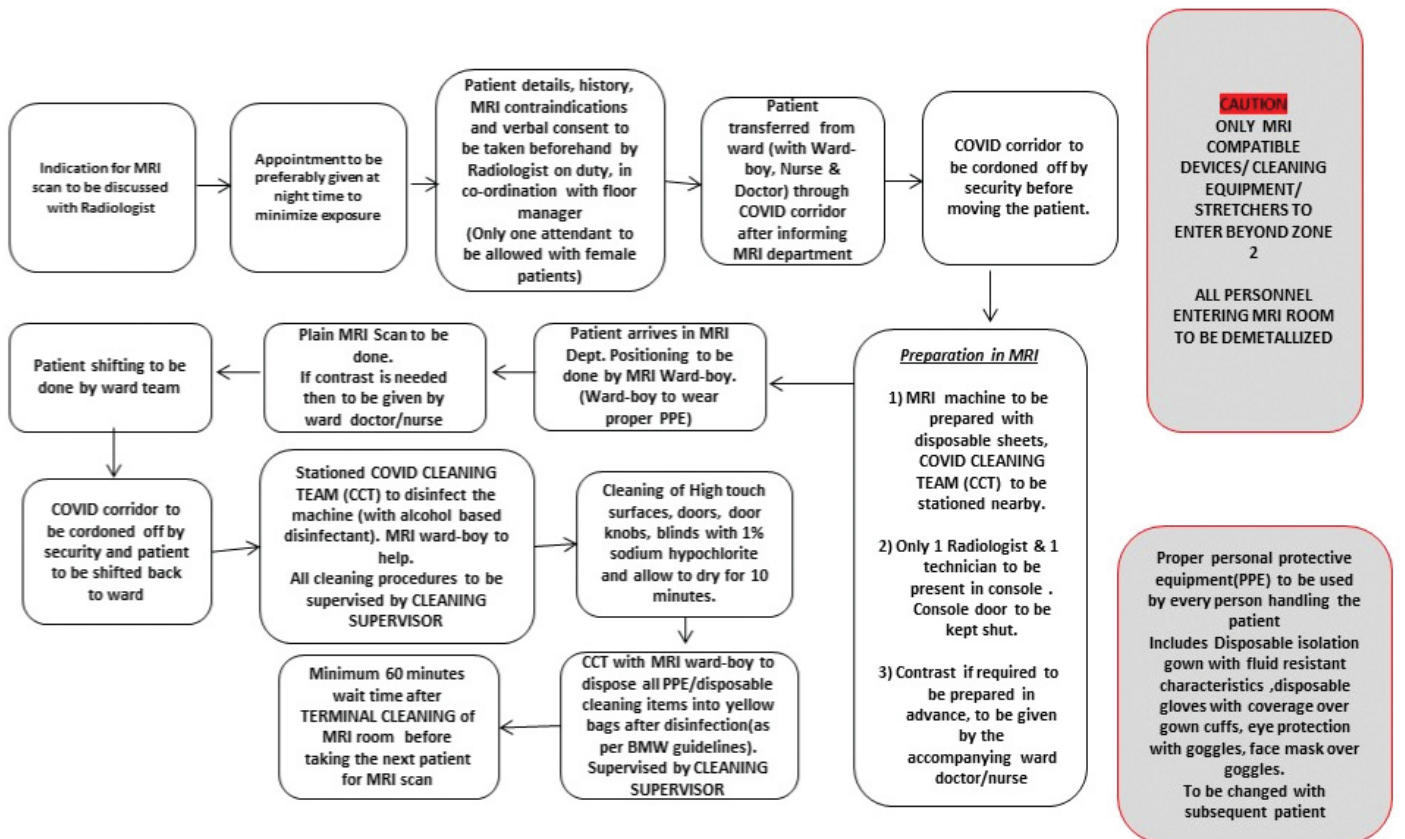 Indication for MRI
scan to be discussed
with Radiologist
Appointment to be
preferably given at
night time to
minimize exposure
Patient details, history,
MRI contraindications
and verbal consent to
be taken beforehand by
Radiologist on duty, in
co-ordination with floor
manager
(Only one attendant to
be allowed with female
patients)
Patient
transferred from
ward (with Ward-
boy, Nurse &
Doctor) through
COVID corridor
after informing
MRI department
COVID corridor to
be cordoned off by
security before
moving the patient.
Preparation in MRI
1) MRI machine to be
prepared with
disposable sheets,
COVID CLEANING
TEAM (CCT) to be
stationed nearby.
2) Only 1 Radiologist & 1
technician to be
present in console .
Console door to be
kept shut.
3) Contrast if required to
be prepared in
advance, to be given
by the
accompanying ward
doctor/nurse
Patient arrives in MRI
Dept. Positioning to be
done by MRI Ward-boy.
(Ward-boy to wear
proper PPE)
Plain MRI Scan to be
done.
If contrast is needed
then to be given by
ward doctor/nurse
Patient shifting to be
done by ward team
COVID corridor to
be cordoned off by
security and patient
to be shifted back
to ward
Stationed COVID CLEANING
TEAM (CCT) to disinfect the
machine (with alcohol based
disinfectant). MRI ward-boy to
help.
All cleaning procedures to be
supervised by CLEANING
SUPERVISOR
Cleaning of High touch
surfaces, doors, door
knobs, blinds with 1%
sodium hypochlorite
and allow to dry for 10
minutes.
CCT with MRI ward-boy to
dispose all PPE/disposable
cleaning items into yellow
bags after disinfection(as
per BMW guidelines).
Supervised by CLEANING
SUPERVISOR
Minimum 60 minutes
wait time after
TERMINAL CLEANING of
MRI room before
taking the next patient
for MRI scan
CAUTION
ONLY MRI
COMPATIBLE
DEVICES/ CLEANING
EQUIPMENT/
STRETCHERS TO
ENTER BEYOND ZONE
2
ALL PERSONNEL
ENTERING MRI ROOM
TO BE DEMETALLIZED
Proper personal protective
equipment(PPE) to be used
by every person handling the
patient
Includes Disposable isolation
gown with fluid resistant
characteristics ,disposable
gloves with coverage over
gown cuffs, eye protection
with goggles, face mask over
goggles.
To be changed with
subsequent patient